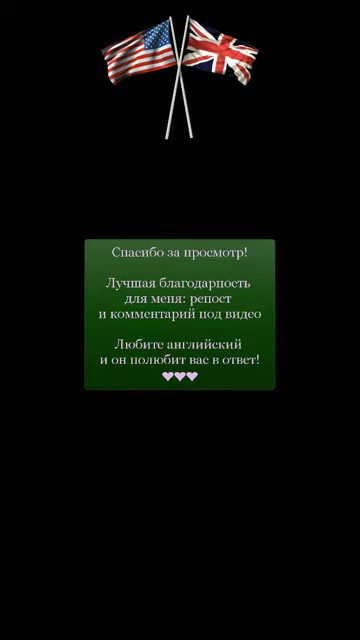 Спасибо за просмотр!
Лучшая благодарность
для меня: репост
и комментарий под видео
Любите английский
и он полюбит вас в ответ!
♥♥♥